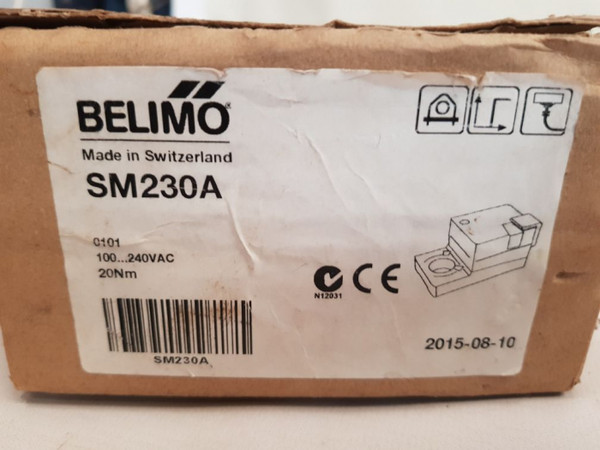 BELIMO
Made in Switzerland
SM230A
0101
100...240VAC
20Nm
SM230A
N12031
CE
2015-08-10